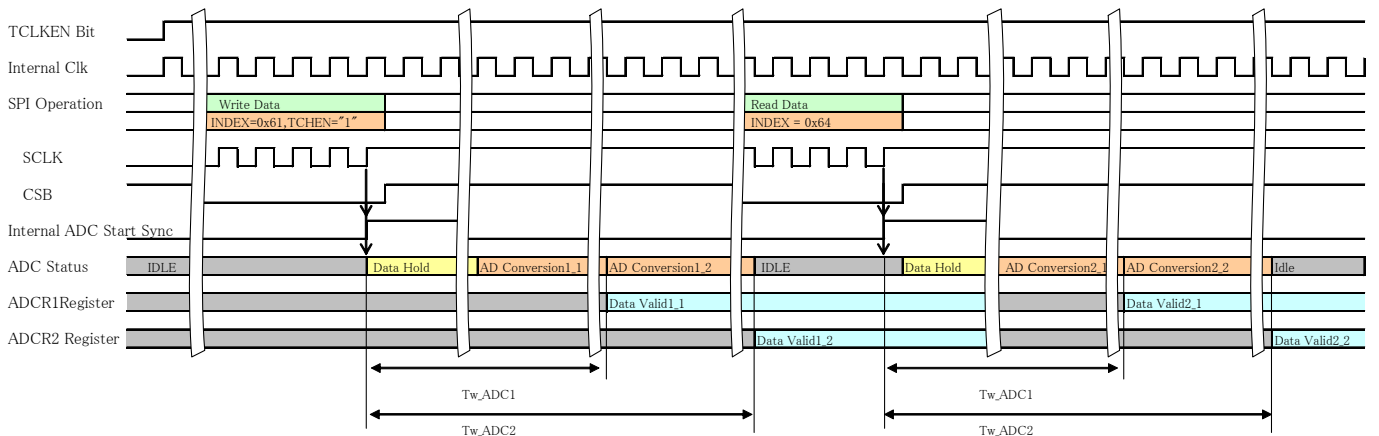 TCLKEN Bit
Internal Clk
SPI Operation
Write Data
Read Data
INDEX=0x61,TCHEN="1"
INDEX = 0x64
SCLK
CSB
Internal ADC Start Sync
ADC Status
IDLE
Data Hold
AD Conversion1_1
AD Conversion1_2
IDLE
Data Hold
AD Conversion2_1
AD Conversion2_2
Idle
ADCR1Register
Data Valid1_1
Data Valid2_1
ADCR2 Register
Data Valid1_2
Data Valid2_2
Tw_ADC1
Tw_ADC1
Tw_ADC2
Tw_ADC2